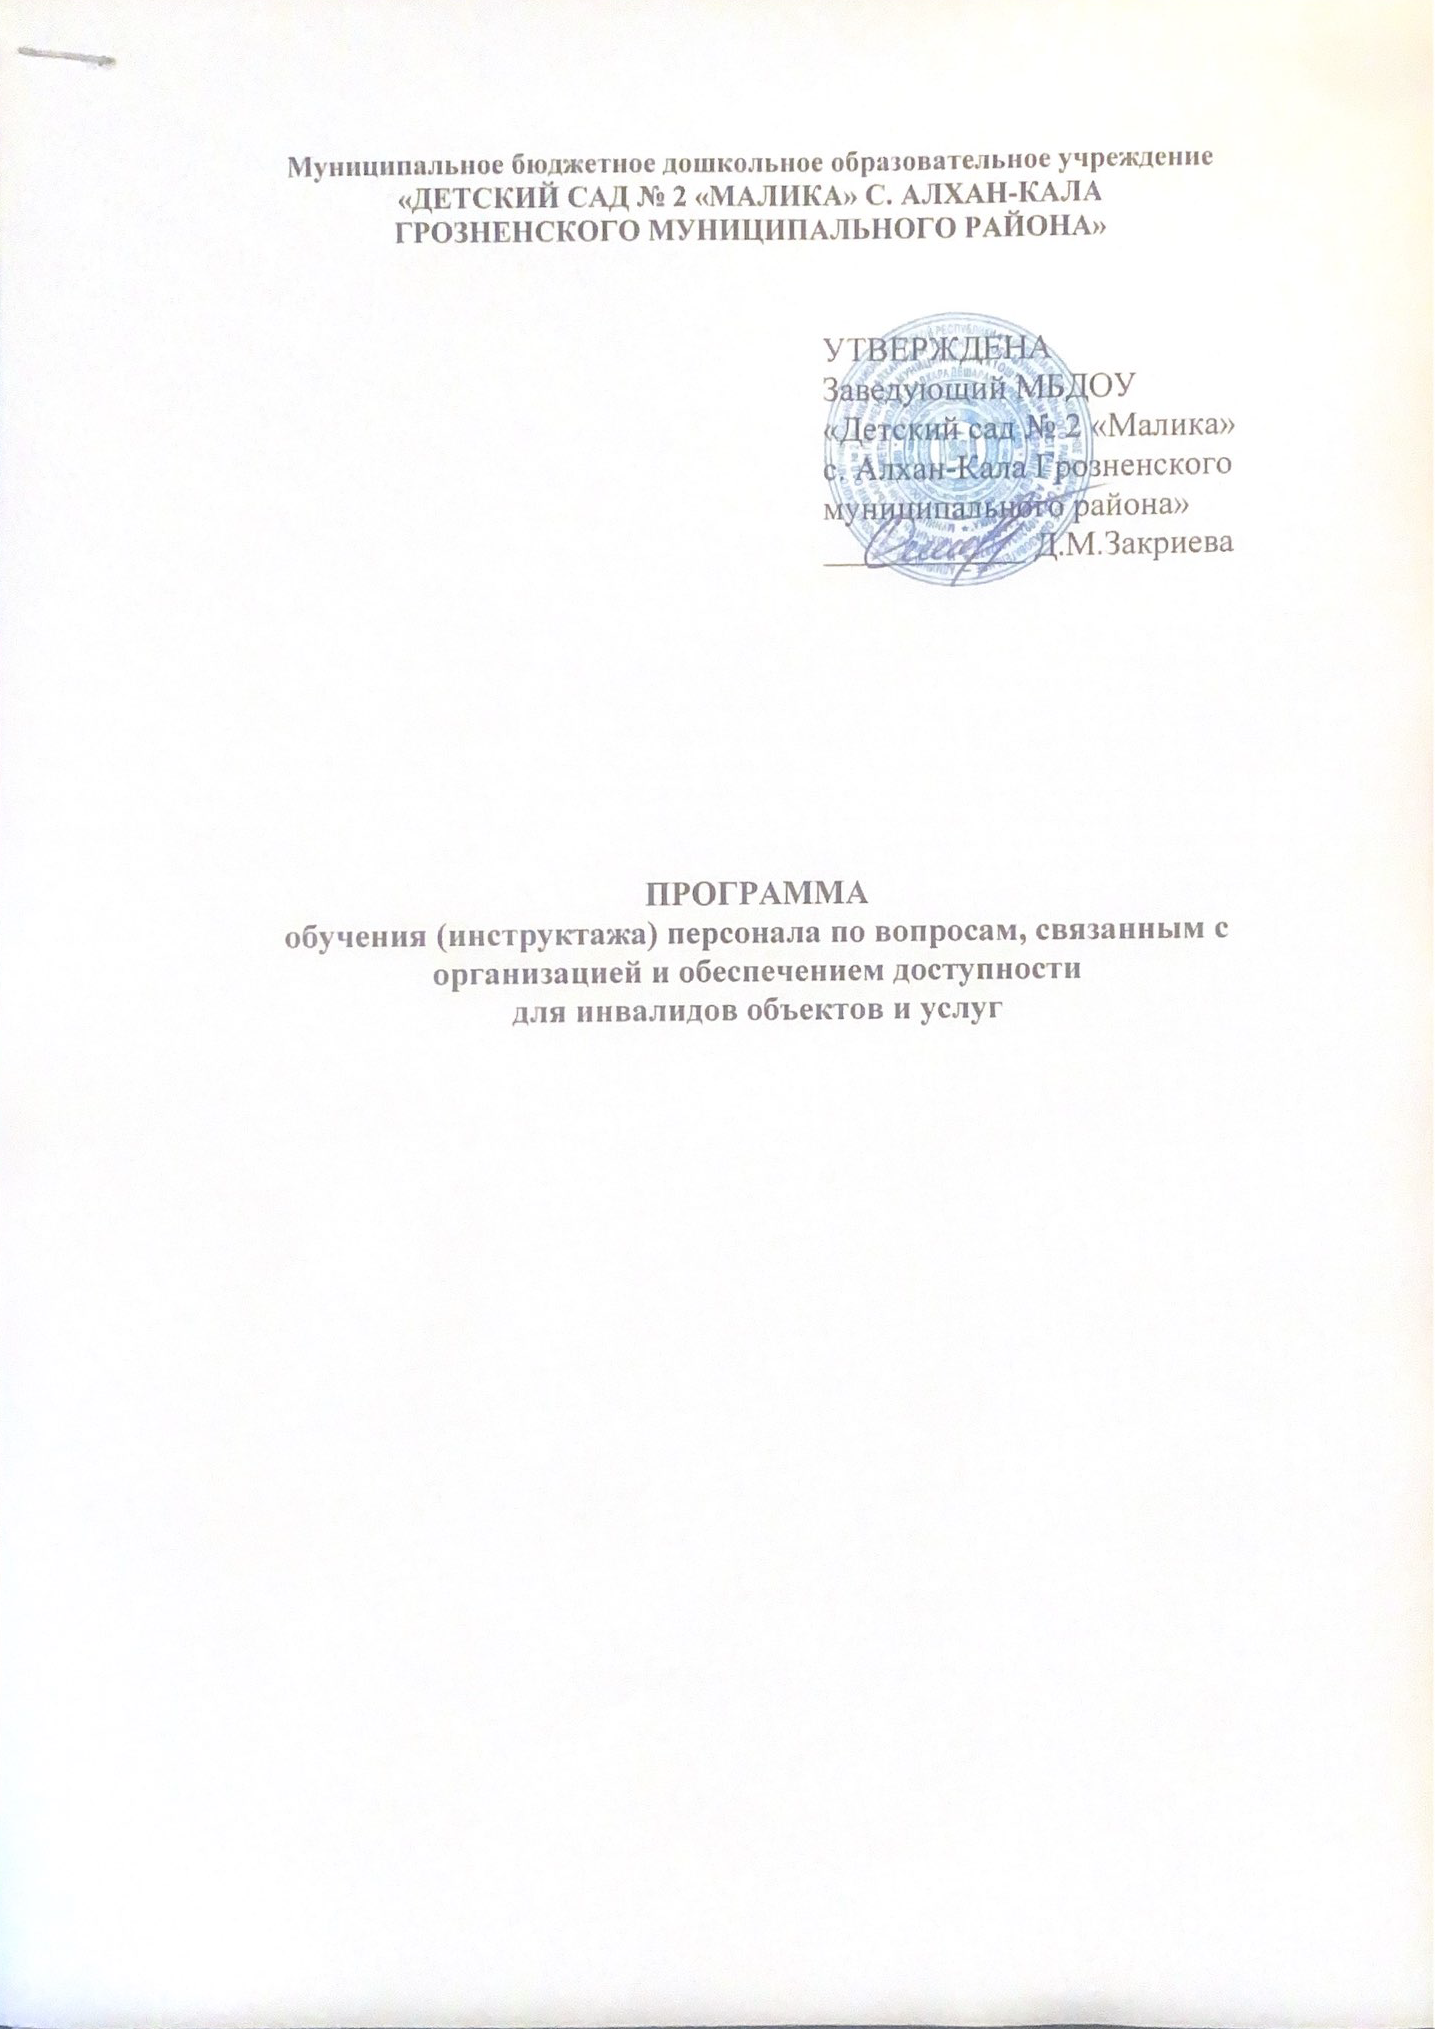 Муниципальное бюджетное дошкольное образовательное учреждение
«ДЕТСКИЙ САД № 2 «МАЛИКА» С. АЛХАН-КАЛА
ГРОЗНЕНСКОГО МУНИЦИПАЛЬНОГО РАЙОНА»
УТВЕРЖДЕНА
Заведующий МБДОУ
«Детский сад № 2 «Малика»
с. Алхан-Кала Грозненского
муниципального района»
____________ Д.М.Закриева
ПРОГРАММА
обучения (инструктажа) персонала по вопросам, связанным с
организацией и обеспечением доступности
для инвалидов объектов и услуг